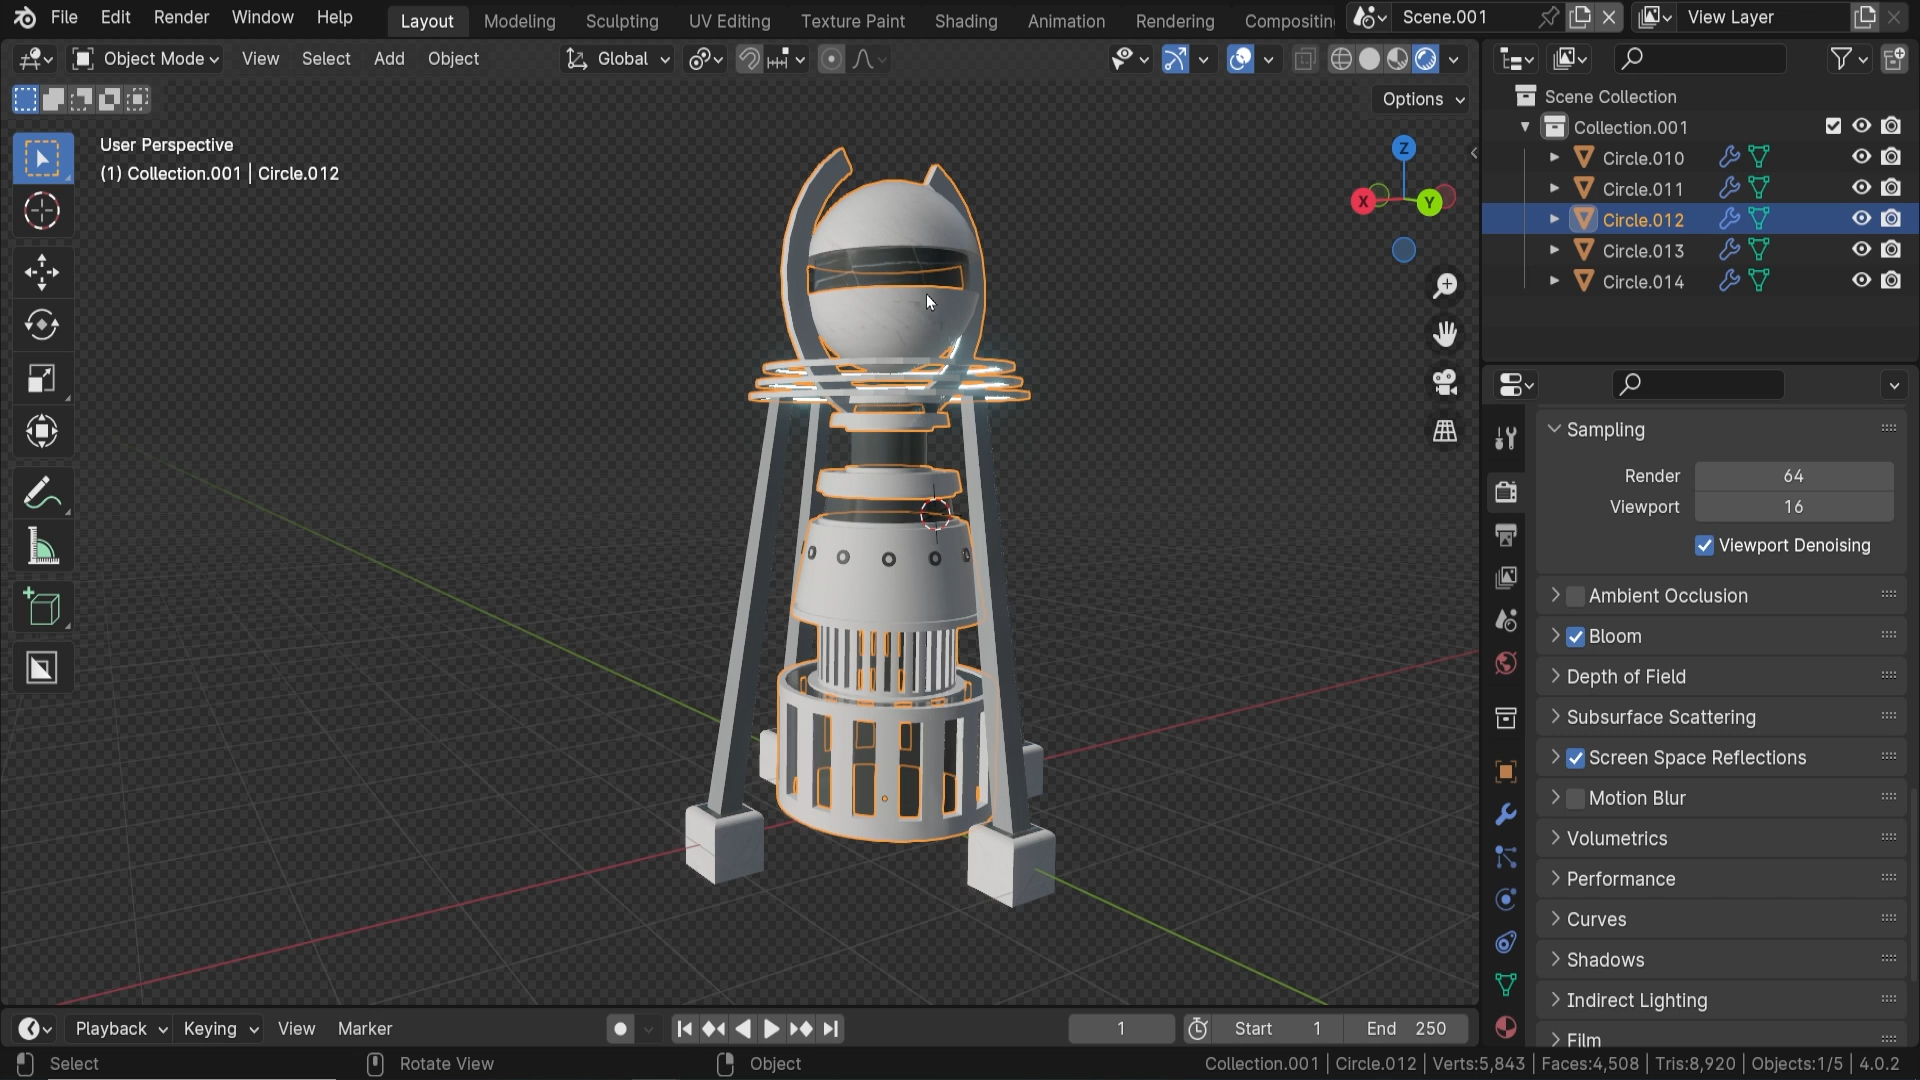 File Edit Render Window Help Layout Modeling Sculpting UV Editing Texture Paint Shading Animation Rendering Compositin Scene.001 View Layer
Object Mode View Select Add Object Global
Options
User Perspective
(1) Collection.001 | Circle.012
Z
X
Y
Scene Collection
Collection.001
Circle.010
Circle.011
Circle.012
Circle.013
Circle.014
Sampling
Render 64
Viewport 16
Viewport Denoising
Ambient Occlusion
Bloom
Depth of Field
Subsurface Scattering
Screen Space Reflections
Motion Blur
Volumetrics
Performance
Curves
Shadows
Indirect Lighting
Film
Playback Keying View Marker 1 Start 1 End 250
Select Rotate View Object Collection.001 | Circle.012 | Verts:5,843 | Faces:4,508 | Tris:8,920 | Objects:1/5 | 4.0.2